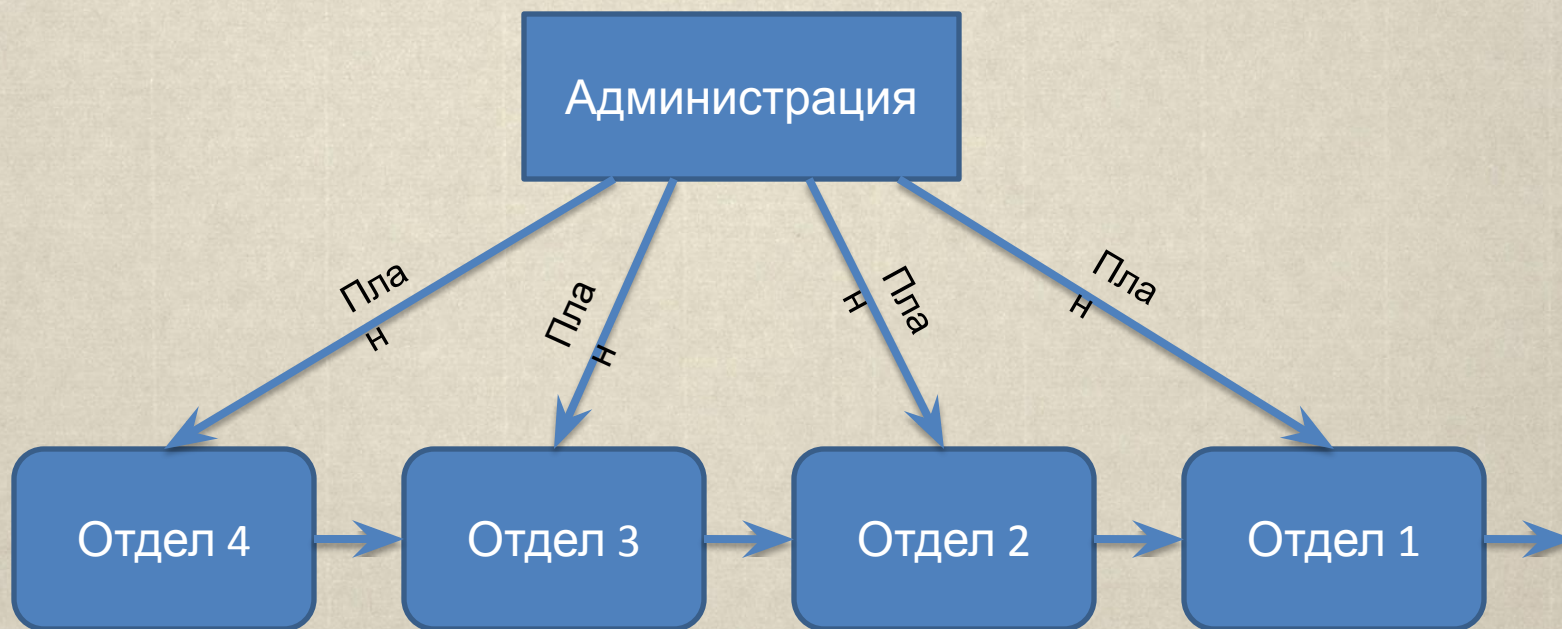 Администрация
Пла
н
Пла
н
Пла
н
Пла
н
Отдел 4
Отдел 3
Отдел 2
Отдел 1